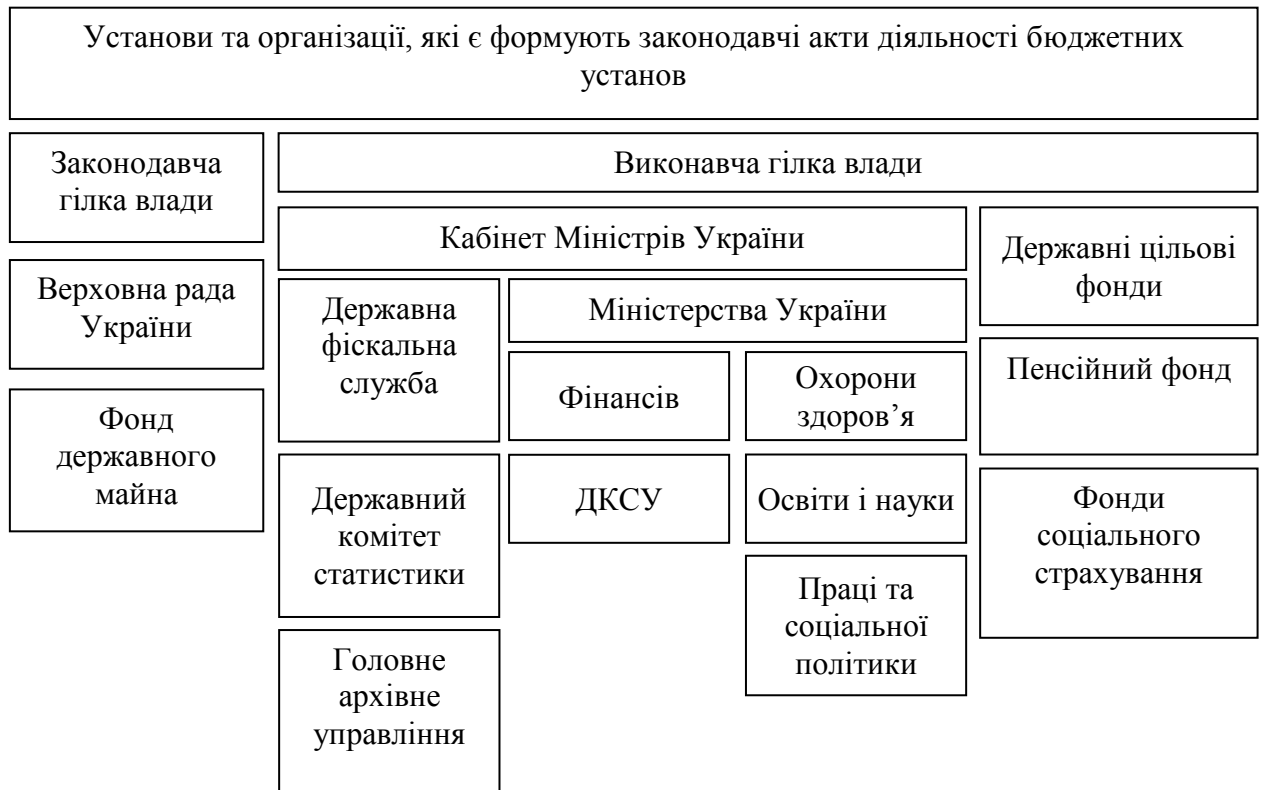 Установи та організації, які є формують законодавчі акти діяльності бюджетних
установ
Законодавча
гілка влади
Виконавча гілка влади
Верховна рада
України
Фонд
державного
майна
Кабінет Міністрів України
Державна
фіскальна
служба
Державний
комітет
статистики
Головне
архівне
управління
Міністерства України
Фінансів
ДКСУ
Охорони
здоров’я
Освіти і науки
Праці та
соціальної
політики
Державні цільові
фонди
Пенсійний фонд
Фонди
соціального
страхування